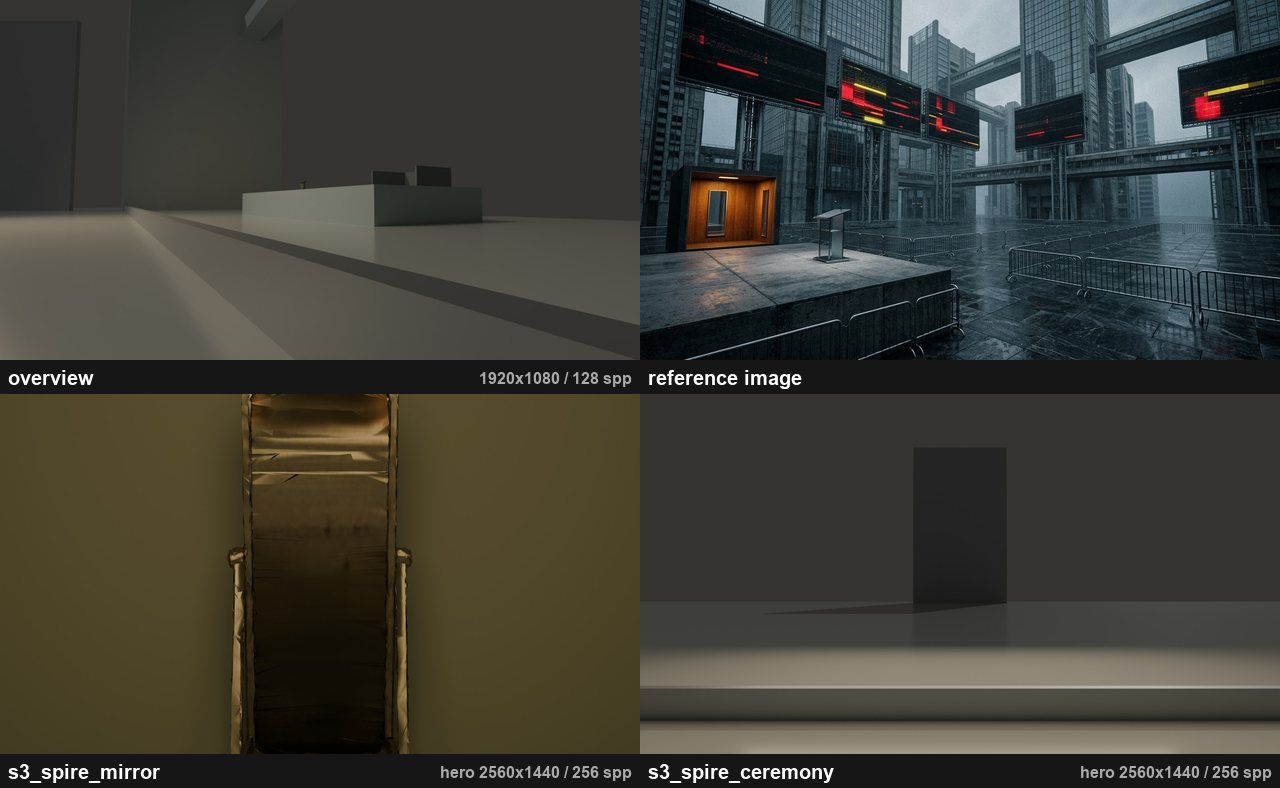 overview
1920x1080 / 128 spp
reference image
s3_spire_mirror
hero 2560x1440 / 256 spp
s3_spire_ceremony
hero 2560x1440 / 256 spp